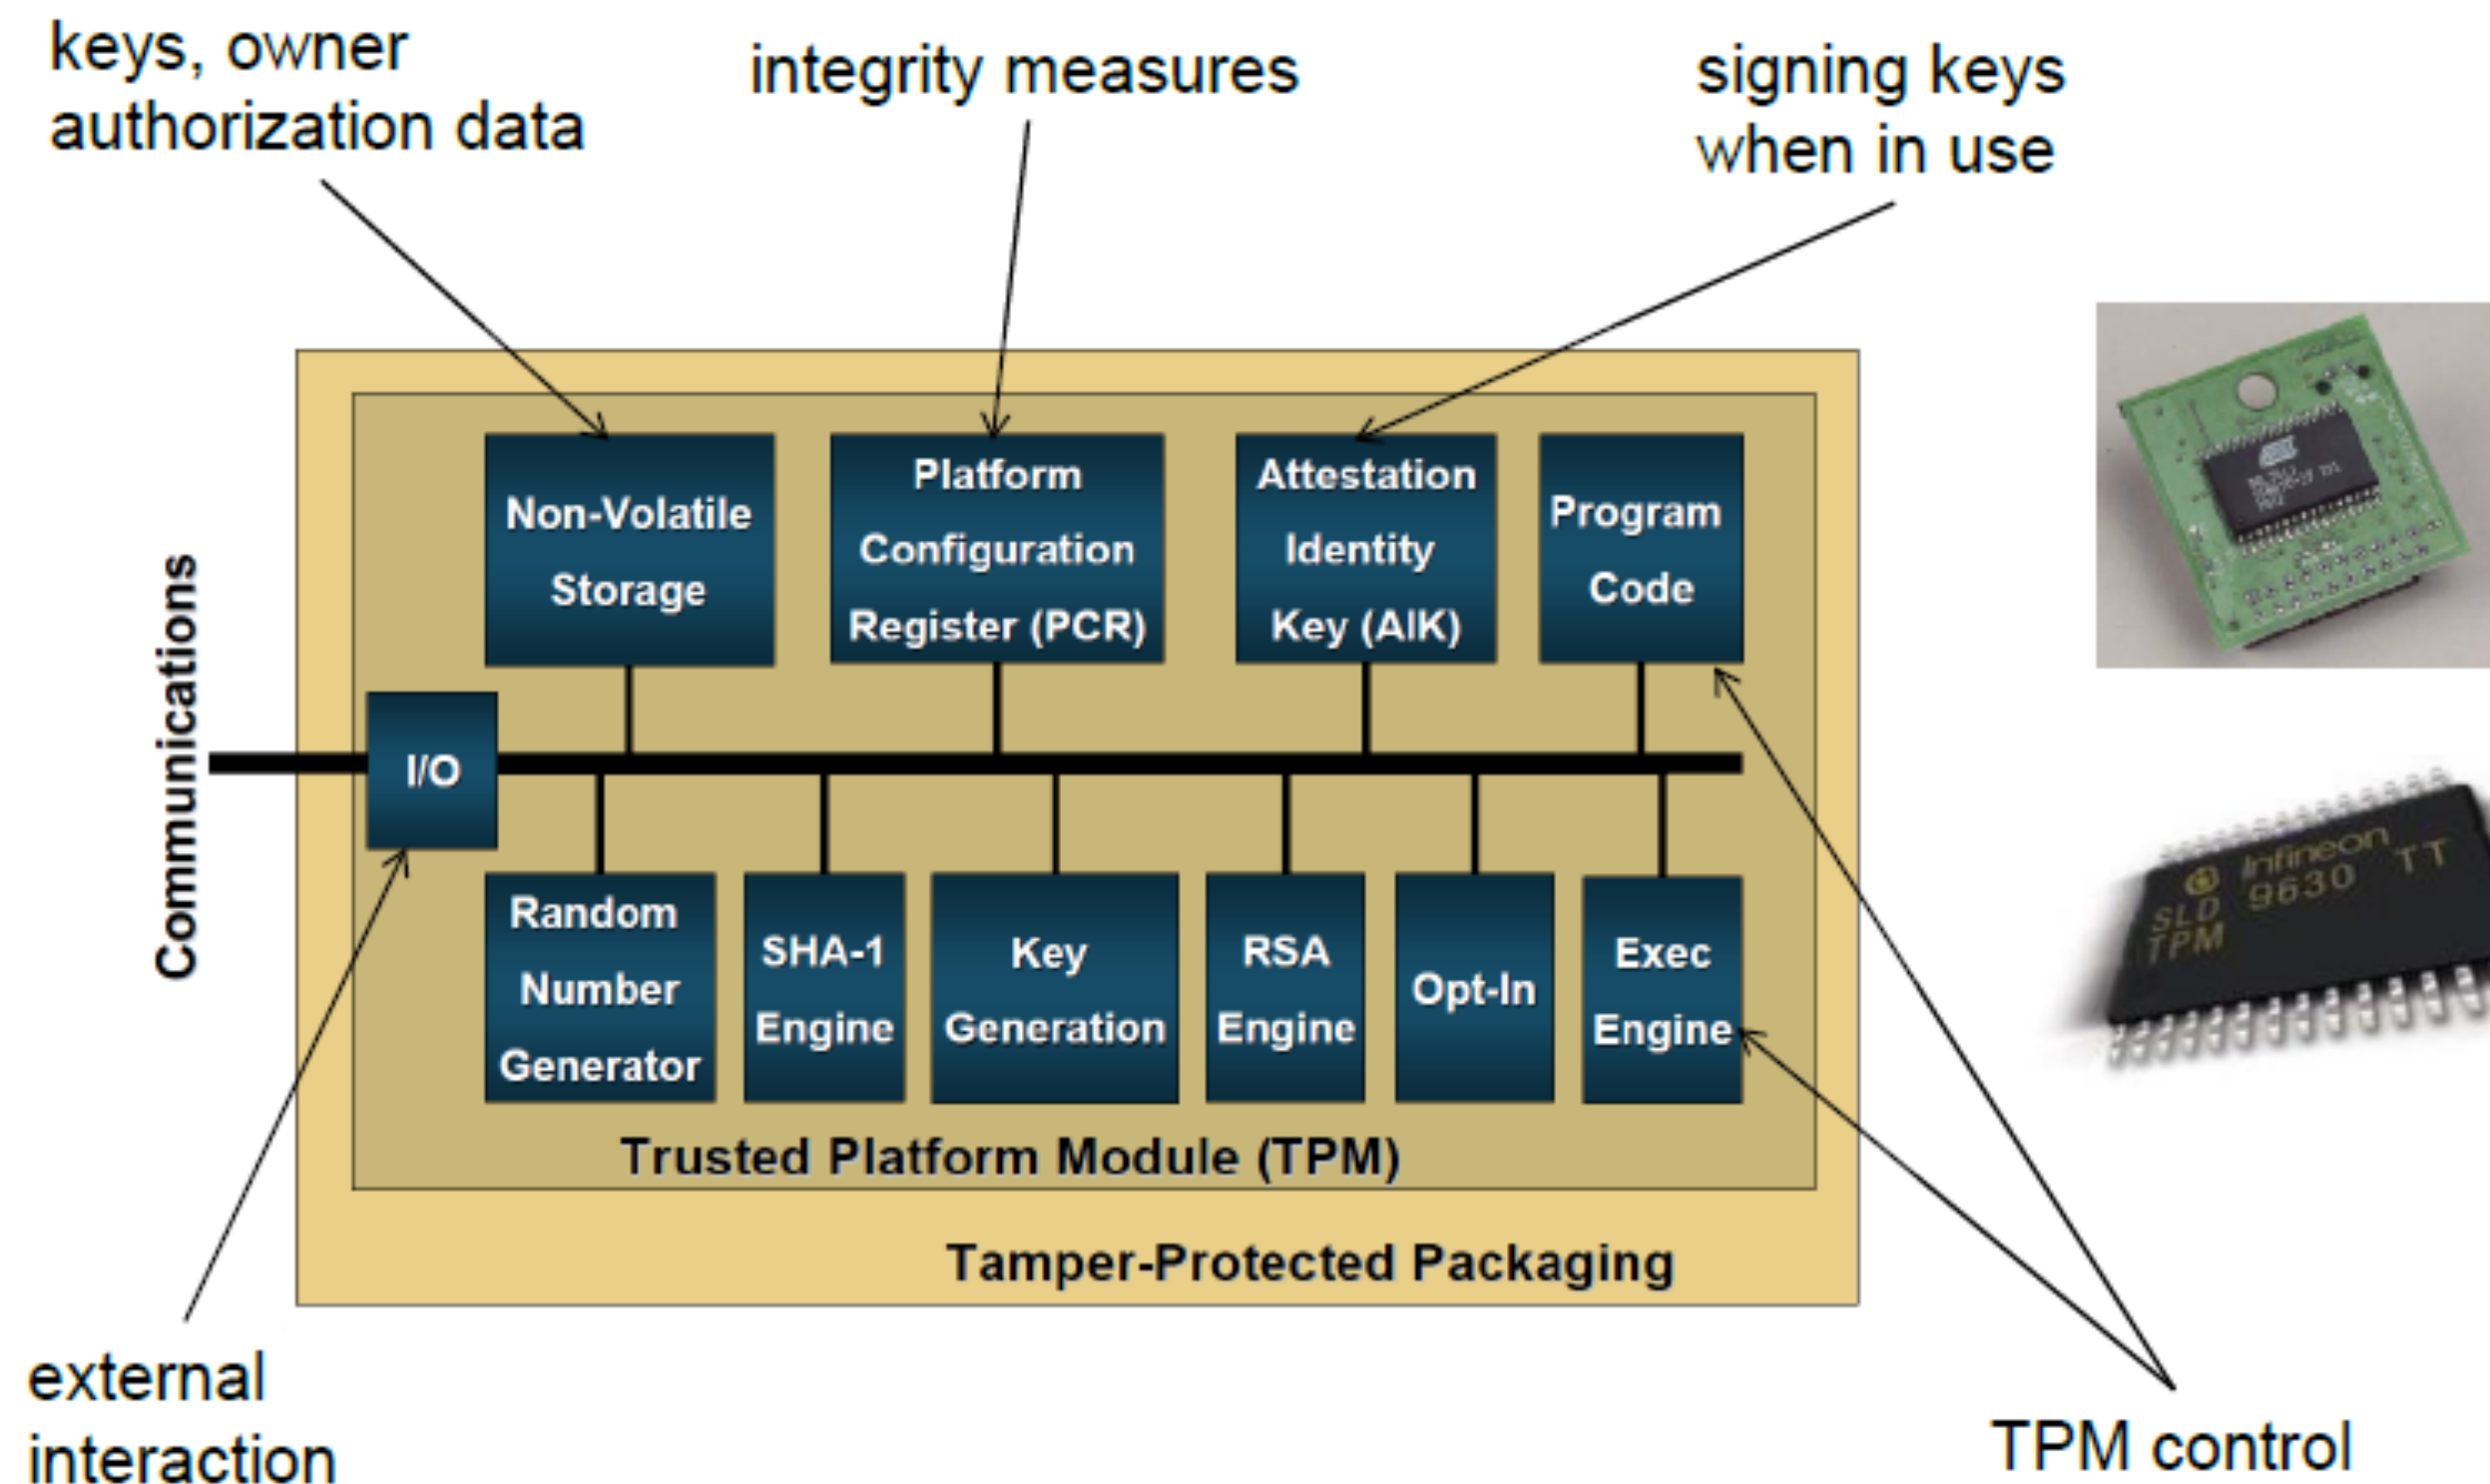 keys, owner
authorization data
integrity measures
signing keys
when in use
Non-Volatile
Storage
Platform
Configuration
Register (PCR)
Attestation
Identity
Key (AIK)
Program
Code
Communications
I/O
Random
Number
Generator
SHA-1
Engine
Key
Generation
RSA
Engine
Opt-In
Exec
Engine
Trusted Platform Module (TPM)
Tamper-Protected Packaging
Infineon
SLD 9630 TT
TPM
external
interaction
TPM control